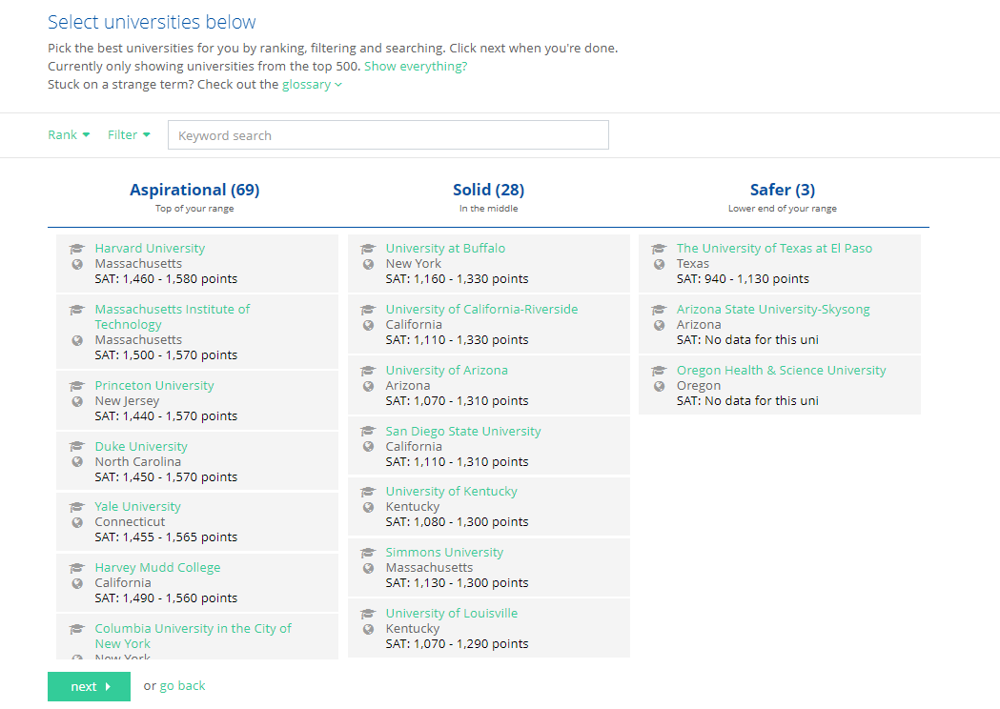 Select universities below
Pick the best universities for you by ranking, filtering and searching. Click next when you're done.
Currently only showing universities from the top 500. Show everything?
Stuck on a strange term? Check out the glossary
Rank
Filter
Keyword search
Aspirational (69)
Top of your range
Harvard University
Massachusetts
SAT: 1,460 - 1,580 points
Massachusetts Institute of
Technology
Massachusetts
SAT: 1,500 - 1,570 points
Princeton University
New Jersey
SAT: 1,440 - 1,570 points
Duke University
North Carolina
SAT: 1,450 - 1,570 points
Yale University
Connecticut
SAT: 1,455 - 1,565 points
Harvey Mudd College
California
SAT: 1,490 - 1,560 points
Columbia University in the City of
New York
New York
Solid (28)
In the middle
University at Buffalo
New York
SAT: 1,160 - 1,330 points
University of California-Riverside
California
SAT: 1,110 - 1,330 points
University of Arizona
Arizona
SAT: 1,070 - 1,310 points
San Diego State University
California
SAT: 1,110 - 1,310 points
University of Kentucky
Kentucky
SAT: 1,080 - 1,300 points
Simmons University
Massachusetts
SAT: 1,130 - 1,300 points
University of Louisville
Kentucky
SAT: 1,070 - 1,290 points
Safer (3)
Lower end of your range
The University of Texas at El Paso
Texas
SAT: 940 - 1,130 points
Arizona State University-Skysong
Arizona
SAT: No data for this uni
Oregon Health & Science University
Oregon
SAT: No data for this uni
next
or go back